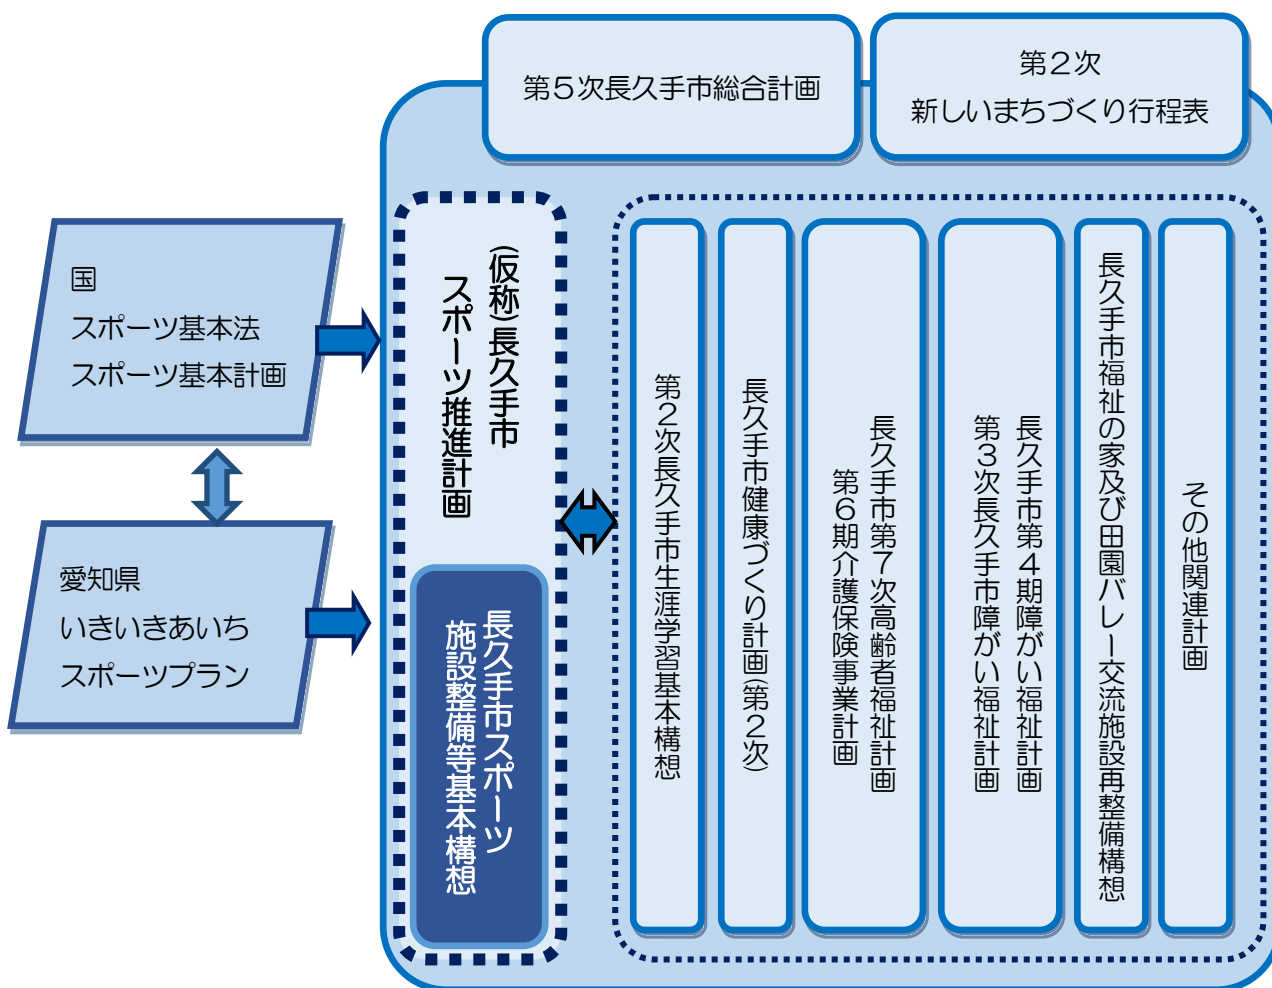 第５次長久手市総合計画
第２次
新しいまちづくり行程表
国
スポーツ基本法
スポーツ基本計画
愛知県
いきいきあいち
スポーツプラン
(仮称)長久手市
スポーツ推進計画
長久手市スポーツ
施設整備等基本構想
第２次長久手市生涯学習基本構想
長久手市健康づくり計画(第２次)
長久手市第７次高齢者福祉計画
第６期介護保険事業計画
長久手市第４期障がい福祉計画
第３次長久手市障がい福祉計画
長久手市福祉の家及び田園バレー交流施設再整備構想
その他関連計画